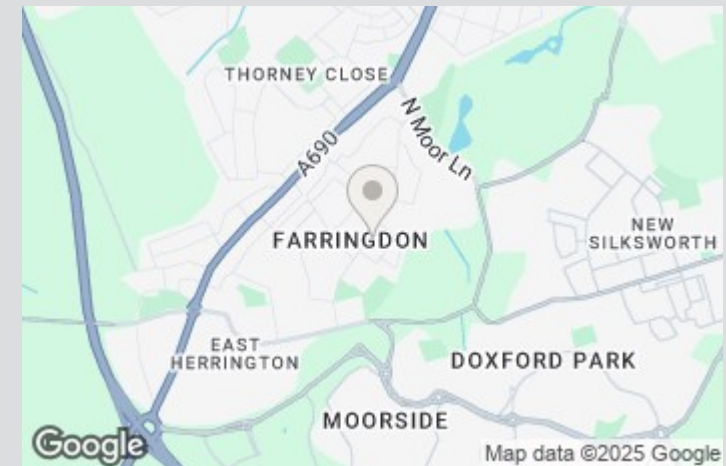 THORNEY CLOSE
A690
N Moor Ln
FARRINGDON
NEW
SILKSWORTH
EAST
HERRINGTON
DOXFORD PARK
MOORSIDE
Google
Map data ©2025 Google